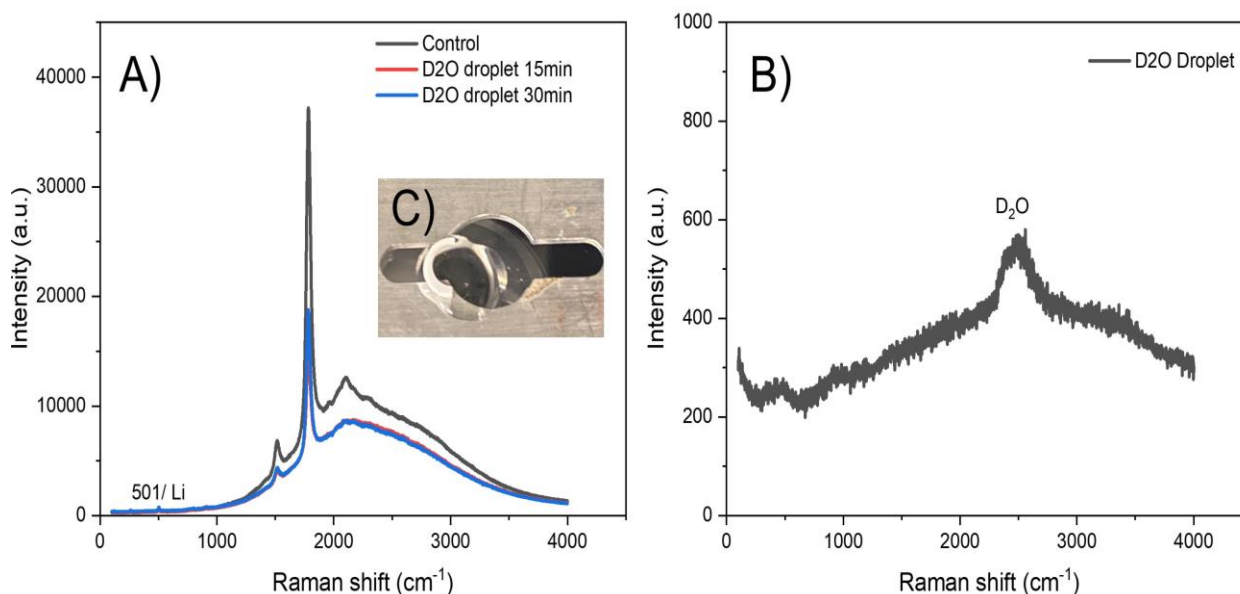 A)
Control
D2O droplet 15min
D2O droplet 30min
C)
501/ Li
Intensity (a.u.)
40000
30000
20000
10000
0
0 1000 2000 3000 4000
Raman shift (cm⁻¹)
B)
D2O Droplet
D₂O
Intensity (a.u.)
1000
800
600
400
200
0
0 1000 2000 3000 4000
Raman shift (cm⁻¹)